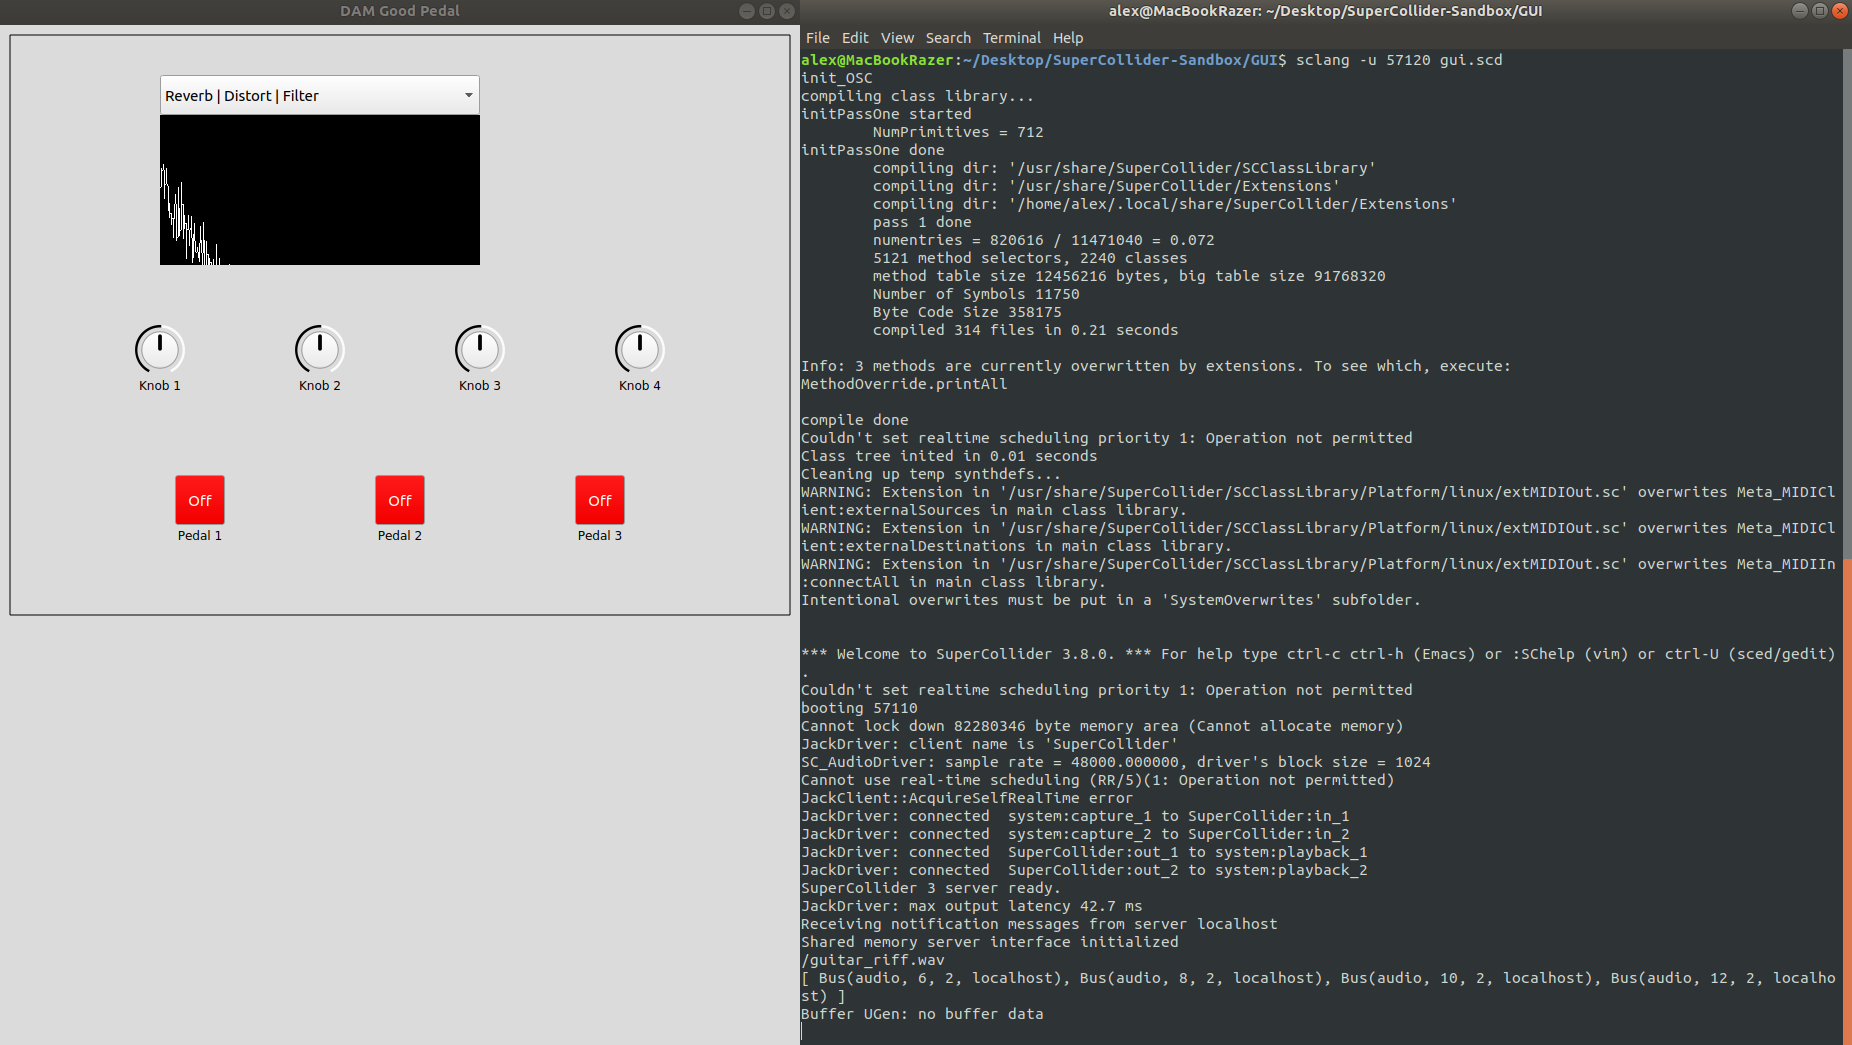 DAM Good Pedal
Reverb | Distort | Filter
Knob 1
Knob 2
Knob 3
Knob 4
Off
Off
Off
Pedal 1
Pedal 2
Pedal 3
alex@MacBookRazer: ~/Desktop/SuperCollider-Sandbox/GUI
File Edit View Search Terminal Help
alex@MacBookRazer:~/Desktop/SuperCollider-Sandbox/GUI$ sclang -u 57120 gui.scd
init_OSC
compiling class library...
initPassOne started
NumPrimitives = 712
initPassOne done
compiling dir: '/usr/share/SuperCollider/SCClassLibrary'
compiling dir: '/usr/share/SuperCollider/Extensions'
compiling dir: '/home/alex/.local/share/SuperCollider/Extensions'
pass 1 done
numentries = 820616 / 11471040 = 0.072
5121 method selectors, 2240 classes
method table size 12456216 bytes, big table size 91768320
Number of Symbols 11750
Byte Code Size 358175
compiled 314 files in 0.21 seconds
Info: 3 methods are currently overwritten by extensions. To see which, execute:
MethodOverride.printAll
compile done
Couldn't set realtime scheduling priority 1: Operation not permitted
Class tree inited in 0.01 seconds
Cleaning up temp synthdefs...
WARNING: Extension in '/usr/share/SuperCollider/SCClassLibrary/Platform/linux/extMIDIOut.sc' overwrites Meta_MIDICl
ient:externalSources in main class library.
WARNING: Extension in '/usr/share/SuperCollider/SCClassLibrary/Platform/linux/extMIDIOut.sc' overwrites Meta_MIDICl
ient:externalDestinations in main class library.
WARNING: Extension in '/usr/share/SuperCollider/SCClassLibrary/Platform/linux/extMIDIOut.sc' overwrites Meta_MIDIIn
:connectAll in main class library.
Intentional overwrites must be put in a 'SystemOverwrites' subfolder.
*** Welcome to SuperCollider 3.8.0. *** For help type ctrl-c ctrl-h (Emacs) or :SChelp (vim) or ctrl-U (sced/gedit)
.
Couldn't set realtime scheduling priority 1: Operation not permitted
booting 57110
Cannot lock down 82280346 byte memory area (Cannot allocate memory)
JackDriver: client name is 'SuperCollider'
SC_AudioDriver: sample rate = 48000.000000, driver's block size = 1024
Cannot use real-time scheduling (RR/5)(1: Operation not permitted)
JackClient::AcquireSelfRealTime error
JackDriver: connected  system:capture_1 to SuperCollider:in_1
JackDriver: connected  system:capture_2 to SuperCollider:in_2
JackDriver: connected  SuperCollider:out_1 to system:playback_1
JackDriver: connected  SuperCollider:out_2 to system:playback_2
SuperCollider 3 server ready.
JackDriver: max output latency 42.7 ms
Receiving notification messages from server localhost
Shared memory server interface initialized
/guitar_riff.wav
[ Bus(audio, 6, 2, localhost), Bus(audio, 8, 2, localhost), Bus(audio, 10, 2, localhost), Bus(audio, 12, 2, localho
st) ]
Buffer UGen: no buffer data